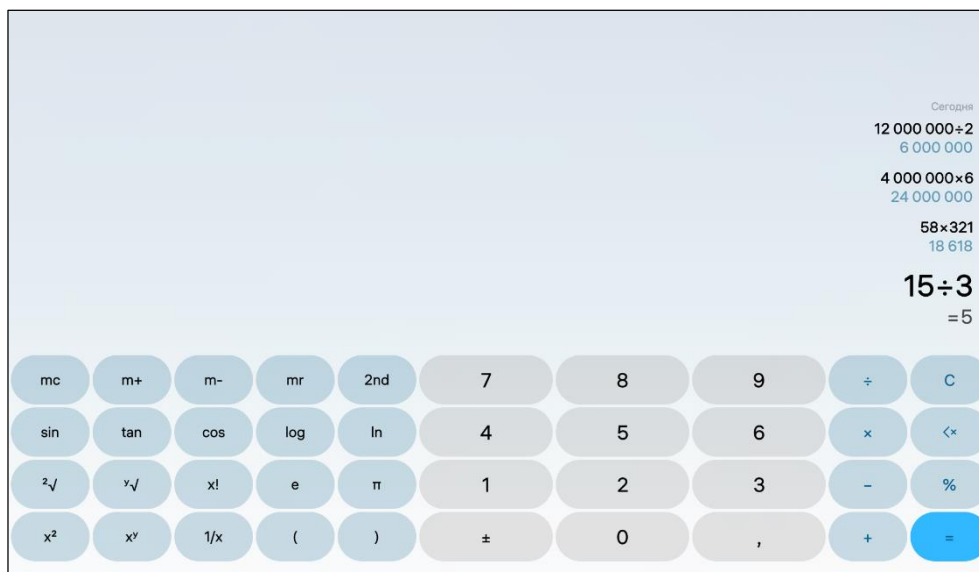 Сегодня
12 000 000÷2
6 000 000
4 000 000×6
24 000 000
58×321
18 618
15÷3
=5
mc m+ m- mr 2nd 7 8 9 ÷ C
sin tan cos log ln 4 5 6 × <×
²√ ʸ√ x! e π 1 2 3 − %
x² xʸ 1/x ( ) ± 0 , + =